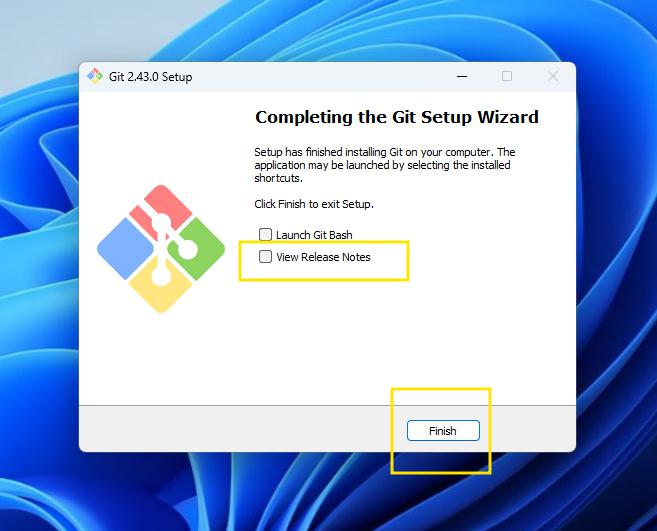 Git 2.43.0 Setup
Completing the Git Setup Wizard
Setup has finished installing Git on your computer. The
application may be launched by selecting the installed
shortcuts.
Click Finish to exit Setup.
Launch Git Bash
View Release Notes
Finish